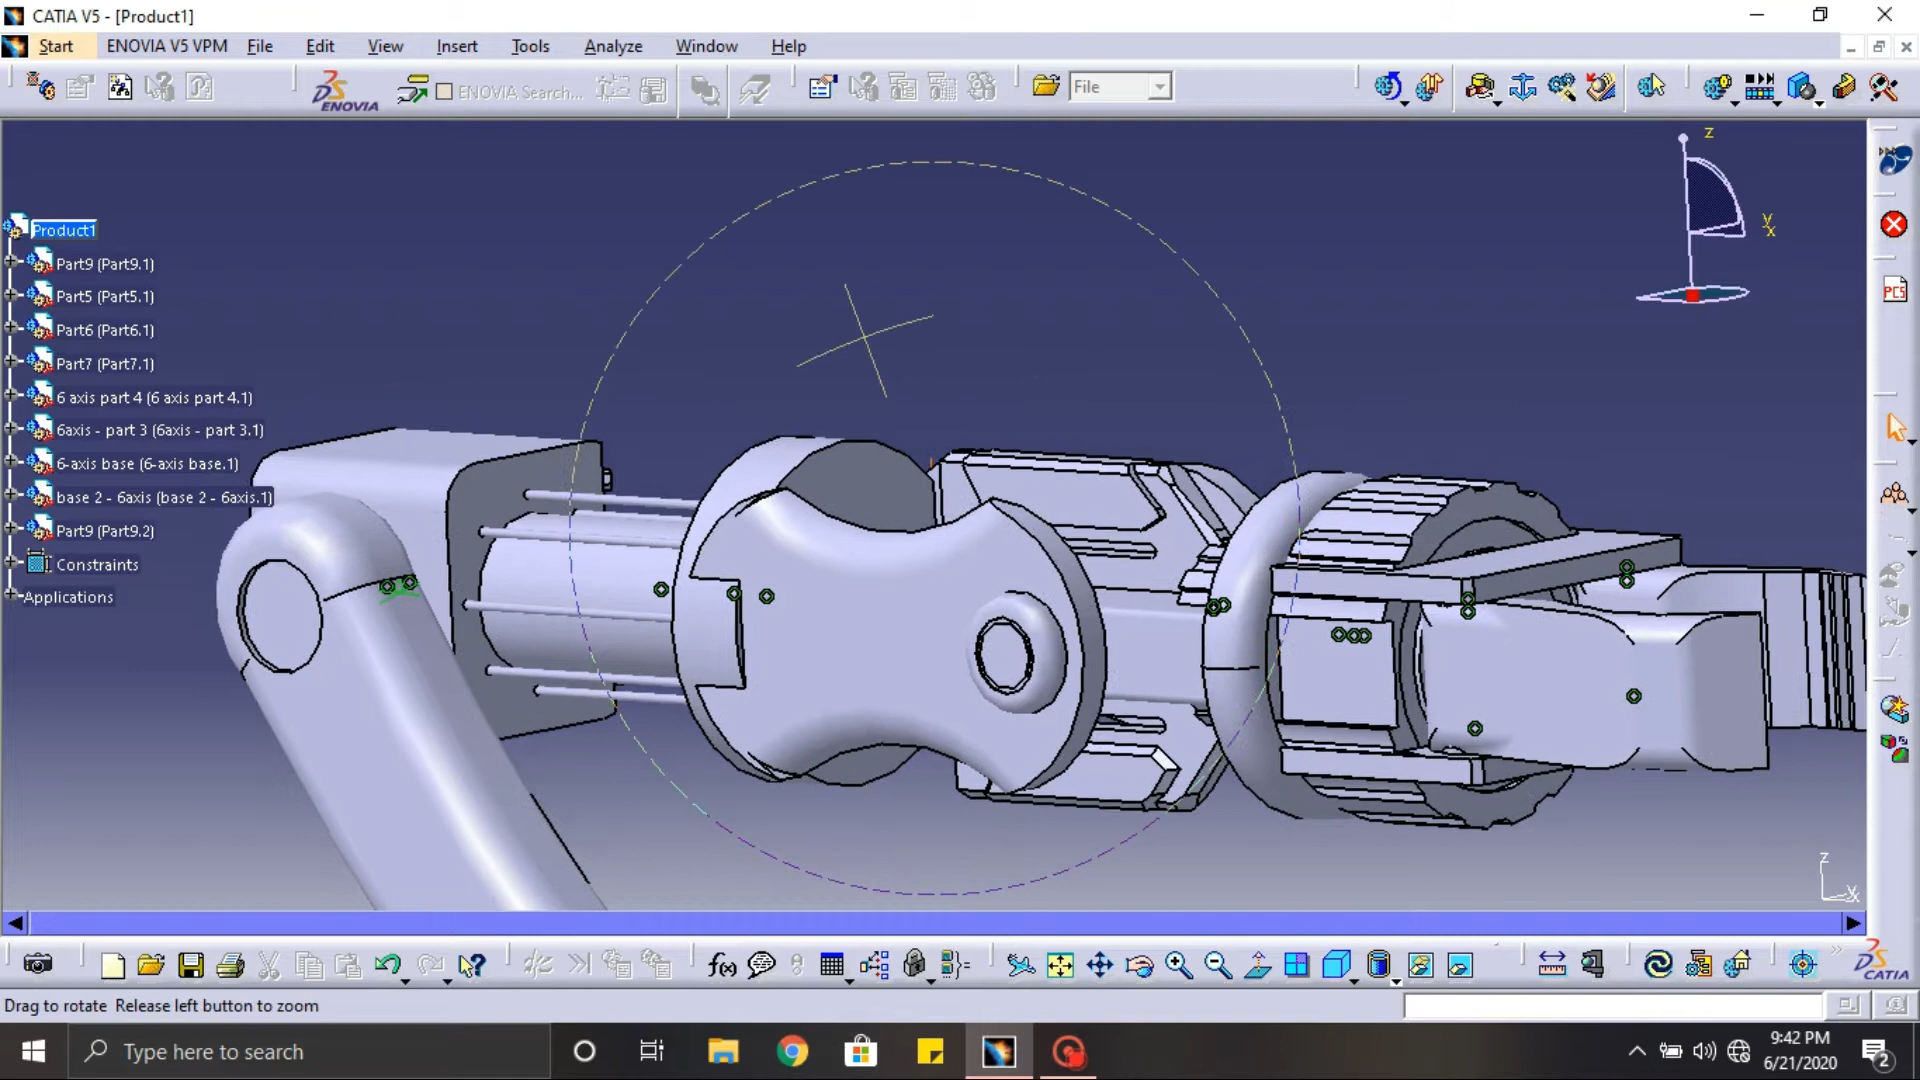 CATIA V5 - [Product1]
Start ENOVIA V5 VPM File Edit View Insert Tools Analyze Window Help
ENOVIA ENOVIA Search... File
z
y
x
Product1
Part9 (Part9.1)
Part5 (Part5.1)
Part6 (Part6.1)
Part7 (Part7.1)
6 axis part 4 (6 axis part 4.1)
6axis - part 3 (6axis - part 3.1)
6-axis base (6-axis base.1)
base 2 - 6axis (base 2 - 6axis.1)
Part9 (Part9.2)
Constraints
Applications
PCS
z
f(x)
CATIA
Drag to rotate Release left button to zoom
Type here to search
9:42 PM
6/21/2020
2